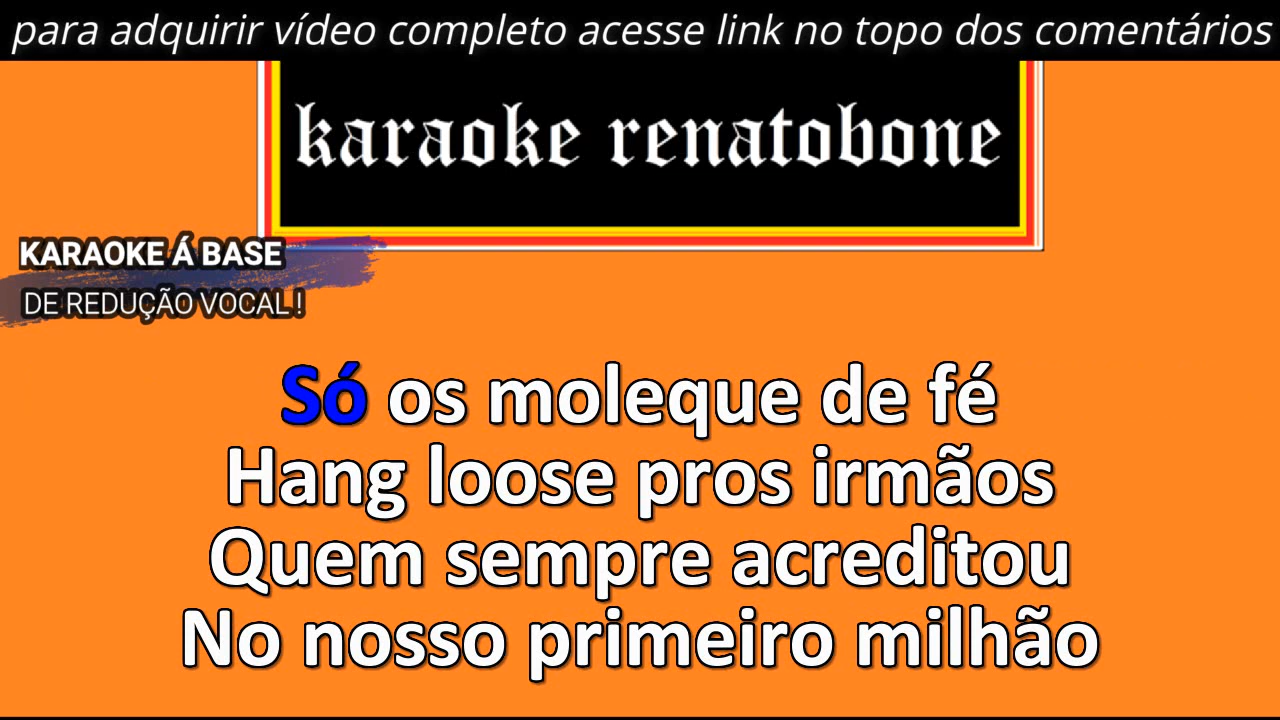 para adquirir vídeo completo acesse link no topo dos comentários
karaoke renatobone
KARAOKE Á BASE
DE REDUÇÃO VOCAL !
Só os moleque de fé
Hang loose pros irmãos
Quem sempre acreditou
No nosso primeiro milhão